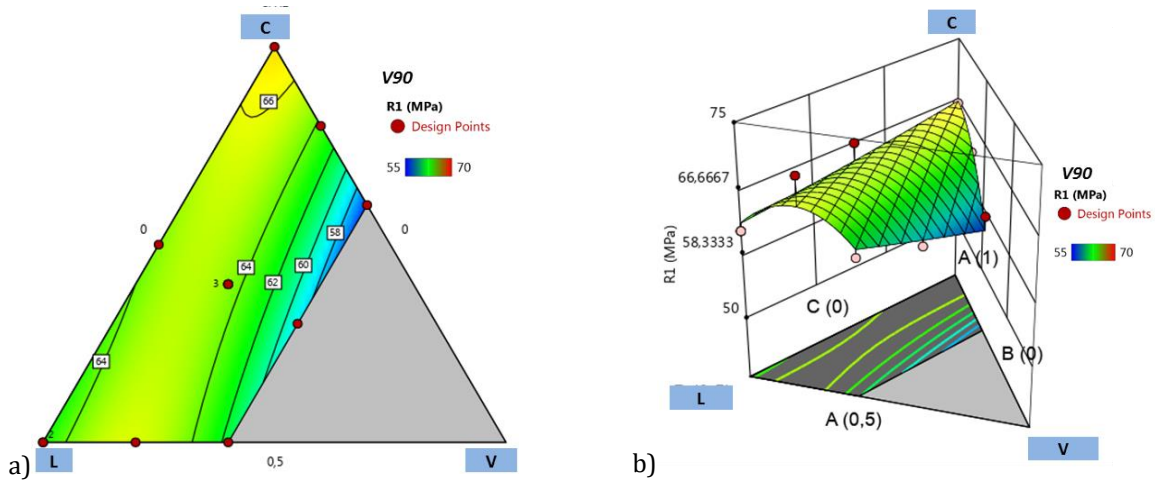 C
V90
R1 (MPa)
Design Points
55 70
66
0
0
58
64
60
3
62
64
2
L
0,5
V
a)
C
75
V90
R1 (MPa)
Design Points
55 70
66,6667
58,3333
50
R1 (MPa)
A (1)
C (0)
B (0)
L
A (0,5)
V
b)